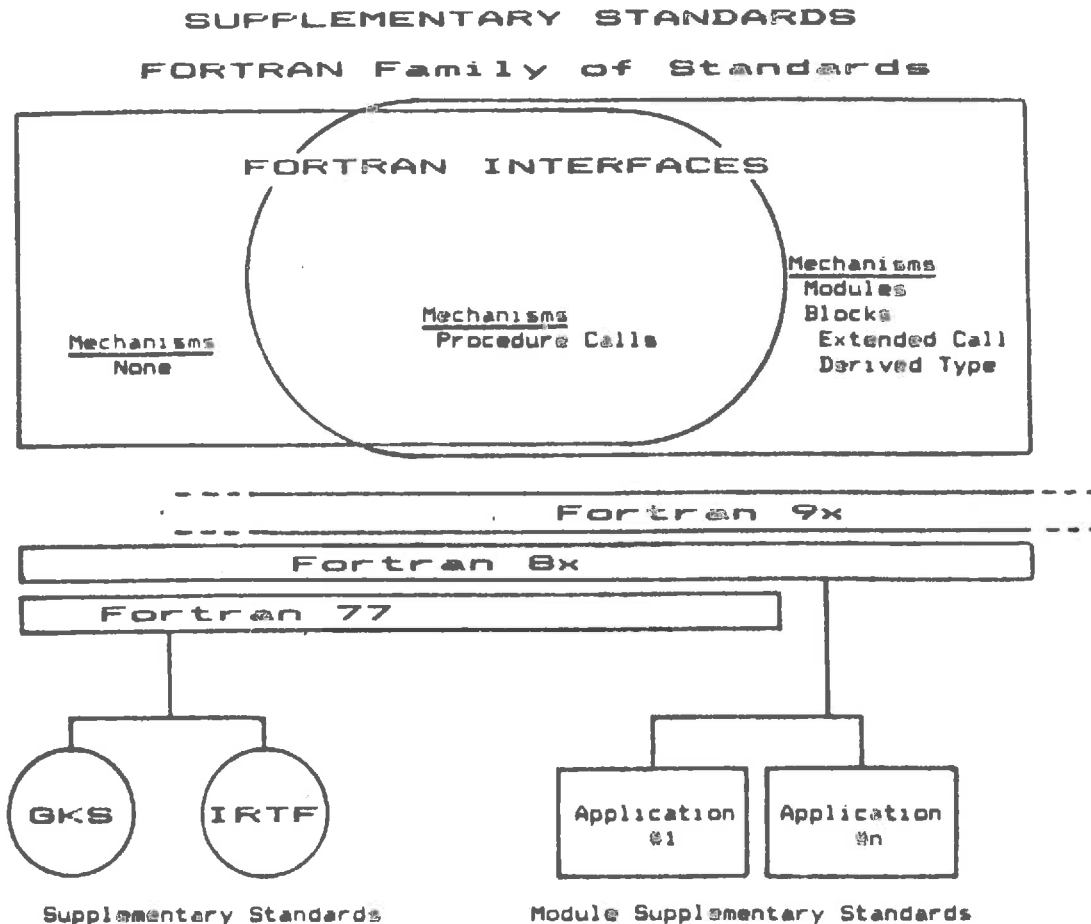 SUPPLEMENTARY STANDARDS
FORTRAN Family of Standards
FORTRAN INTERFACES
Mechanisms
None
Mechanisms
Procedure Calls
Mechanisms
Modules
Blocks
Extended Call
Derived Type
Fortran 9x
Fortran 8x
Fortran 77
GKS
IRTF
Application
#1
Application
#n
Supplementary Standards
Module Supplementary Standards